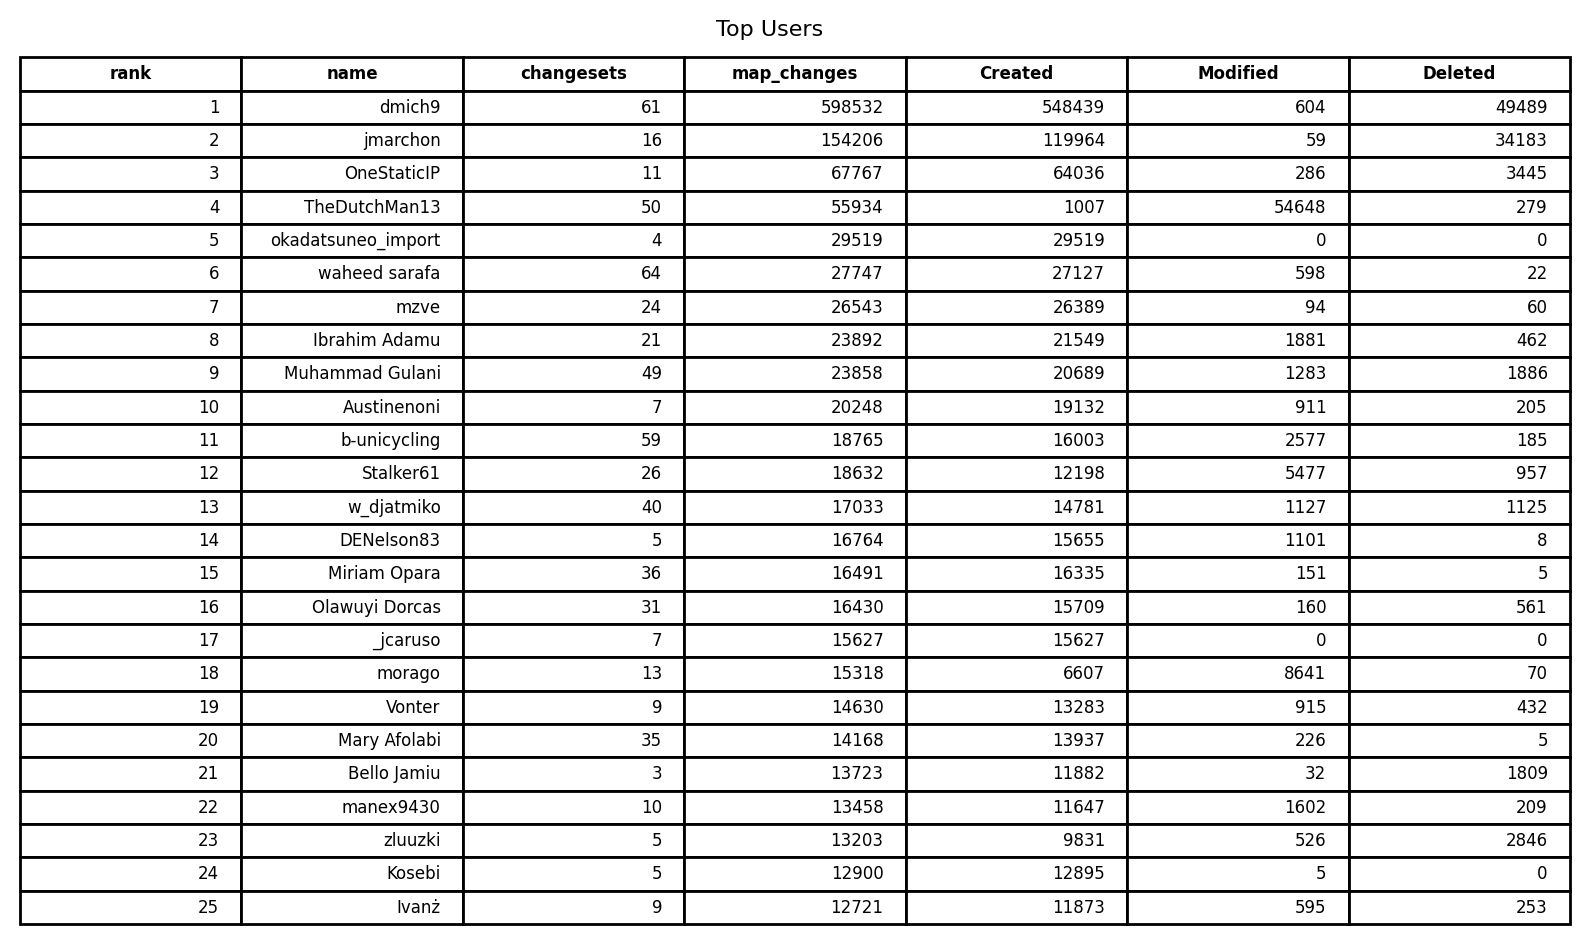 Top Users
rank name changesets map_changes Created Modified Deleted
1 dmich9 61 598532 548439 604 49489
2 jmarchon 16 154206 119964 59 34183
3 OneStaticIP 11 67767 64036 286 3445
4 TheDutchMan13 50 55934 1007 54648 279
5 okadatsuneo_import 4 29519 29519 0 0
6 waheed sarafa 64 27747 27127 598 22
7 mzve 24 26543 26389 94 60
8 Ibrahim Adamu 21 23892 21549 1881 462
9 Muhammad Gulani 49 23858 20689 1283 1886
10 Austinenoni 7 20248 19132 911 205
11 b-unicycling 59 18765 16003 2577 185
12 Stalker61 26 18632 12198 5477 957
13 w_djatmiko 40 17033 14781 1127 1125
14 DENelson83 5 16764 15655 1101 8
15 Miriam Opara 36 16491 16335 151 5
16 Olawuyi Dorcas 31 16430 15709 160 561
17 _jcaruso 7 15627 15627 0 0
18 morago 13 15318 6607 8641 70
19 Vonter 9 14630 13283 915 432
20 Mary Afolabi 35 14168 13937 226 5
21 Bello Jamiu 3 13723 11882 32 1809
22 manex9430 10 13458 11647 1602 209
23 zluuzki 5 13203 9831 526 2846
24 Kosebi 5 12900 12895 5 0
25 Ivanż 9 12721 11873 595 253